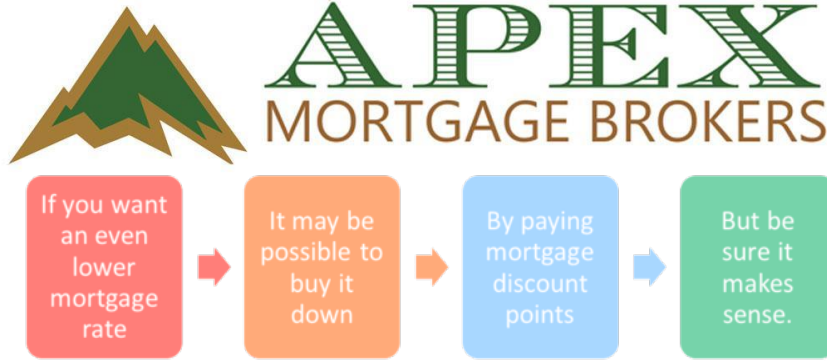 APEX
MORTGAGE BROKERS
If you want
an even
lower
mortgage
rate
It may be
possible to
buy it
down
By paying
mortgage
discount
points
But be
sure it
makes
sense.